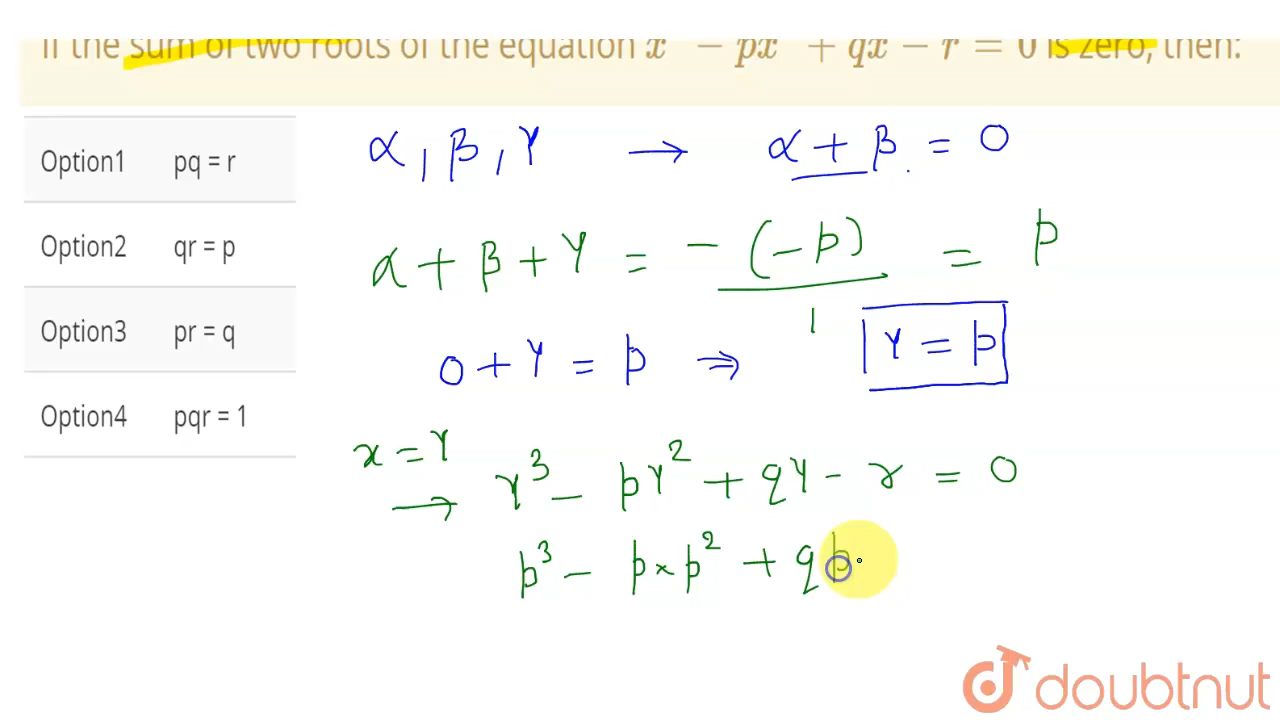 If the sum of two roots of the equation x - px + qx - r = 0 is zero, then:
Option1 pq = r
Option2 qr = p
Option3 pr = q
Option4 pqr = 1
α, β, γ → α + β = 0
α + β + γ = -(-p)/1 = p
0 + γ = p ⇒ γ = p
x = γ
→ γ³ - pγ² + qγ - r = 0
p³ - p × p² + qp
doubtnut